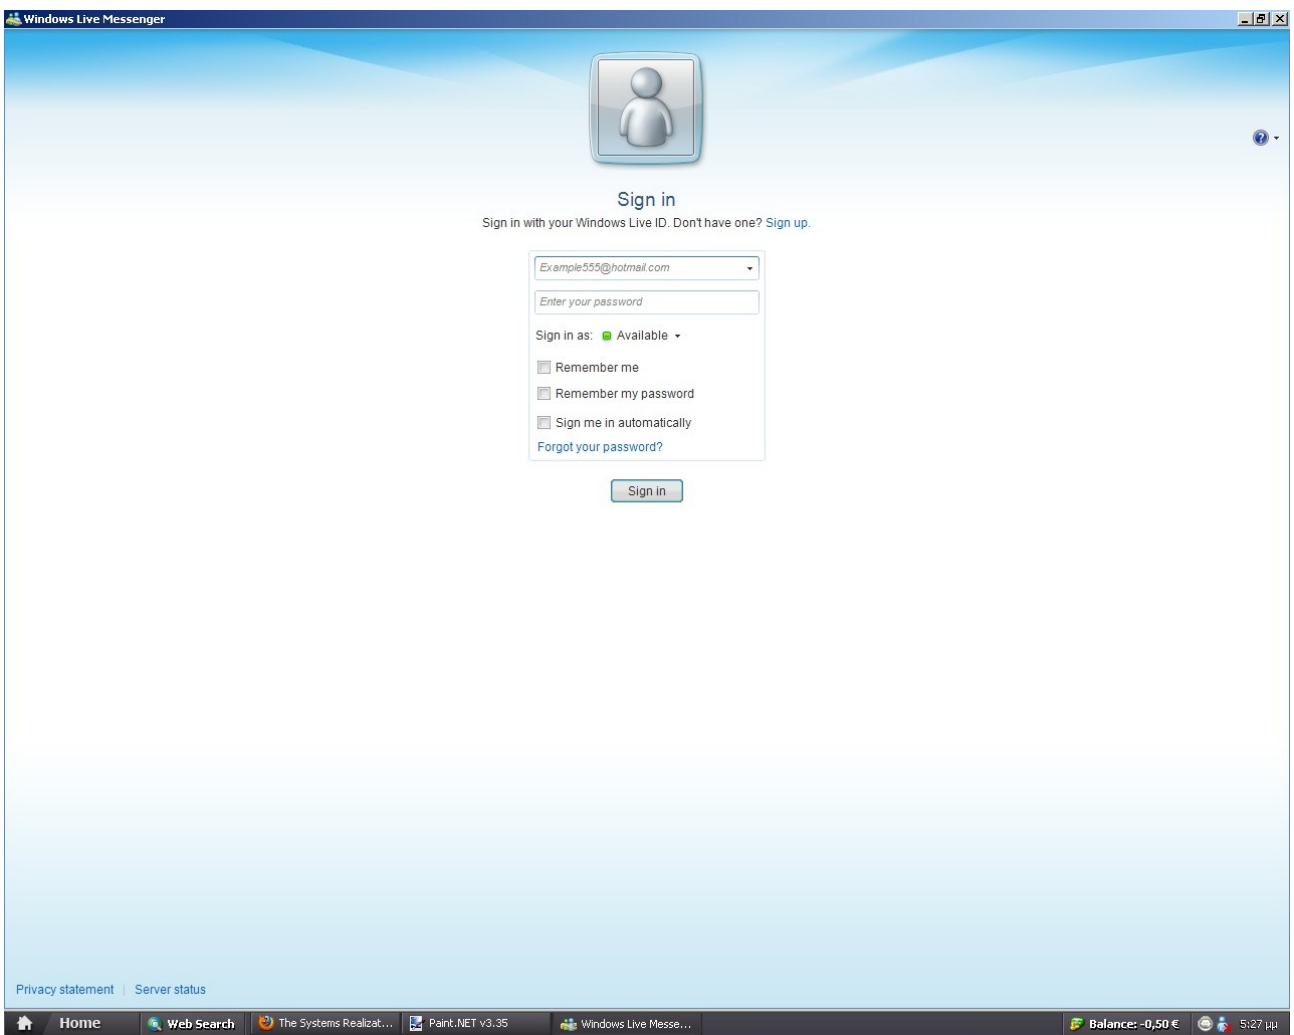 Windows Live Messenger
Sign in
Sign in with your Windows Live ID. Don't have one? Sign up.
Example555@hotmail.com
Enter your password
Sign in as: Available
Remember me
Remember my password
Sign me in automatically
Forgot your password?
Sign in
Privacy statement | Server status
Home Web Search The Systems Realizat... Paint.NET v3.35 Windows Live Messe... Balance: -0,50 € 5:27 μμ